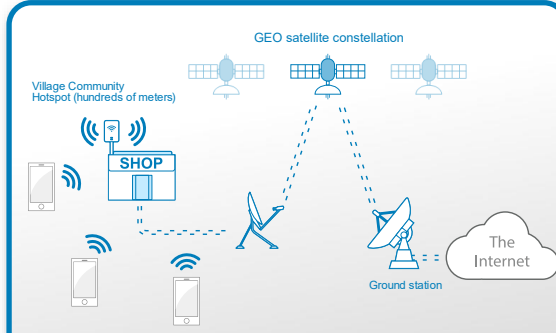 GEO satellite constellation
Village Community
Hotspot (hundreds of meters)
SHOP
The
Internet
Ground station